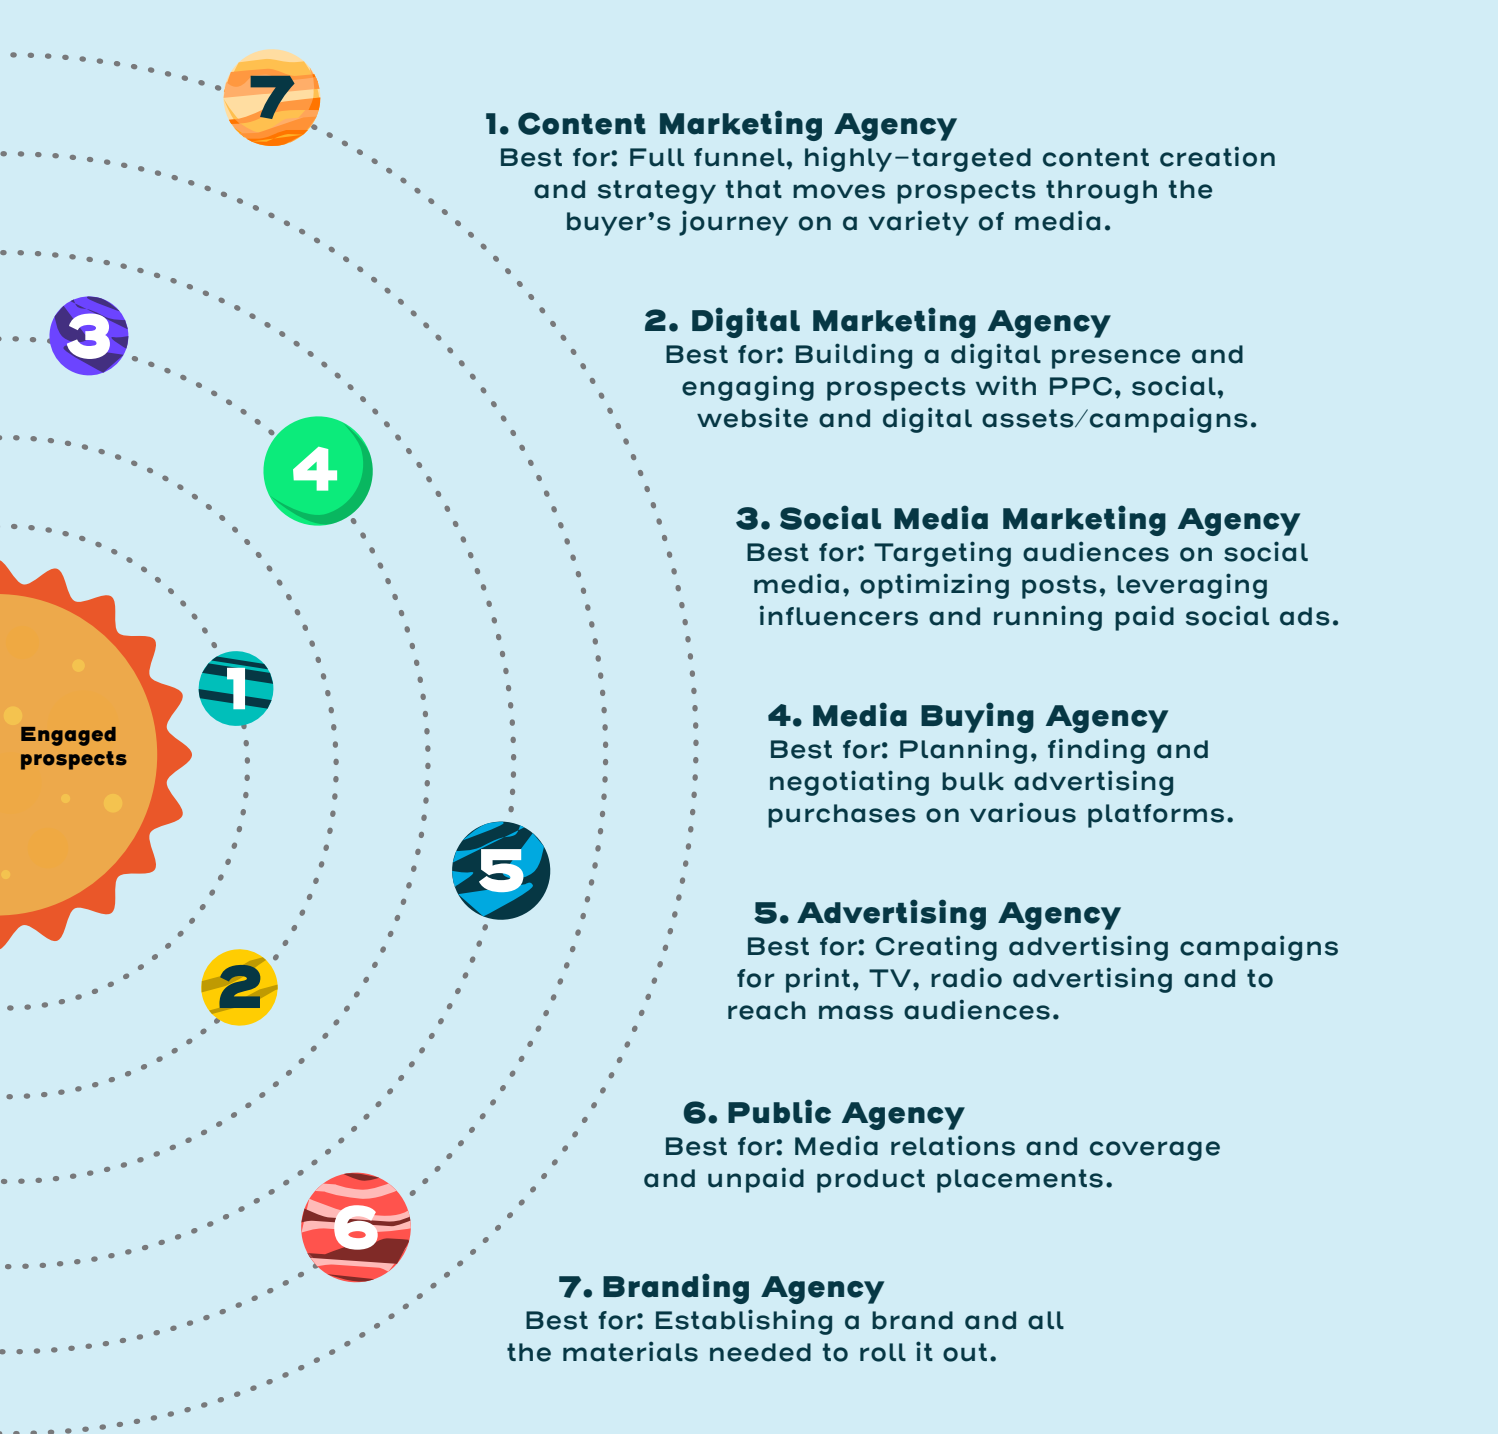 7
1. Content Marketing Agency
Best for: Full funnel, highly-targeted content creation
and strategy that moves prospects through the
buyer’s journey on a variety of media.
3
2. Digital Marketing Agency
Best for: Building a digital presence and
engaging prospects with PPC, social,
website and digital assets/campaigns.
4
3. Social Media Marketing Agency
Best for: Targeting audiences on social
media, optimizing posts, leveraging
influencers and running paid social ads.
1
Engaged
prospects
4. Media Buying Agency
Best for: Planning, finding and
negotiating bulk advertising
purchases on various platforms.
5
5. Advertising Agency
Best for: Creating advertising campaigns
for print, TV, radio advertising and to
reach mass audiences.
2
6. Public Agency
Best for: Media relations and coverage
and unpaid product placements.
6
7. Branding Agency
Best for: Establishing a brand and all
the materials needed to roll it out.